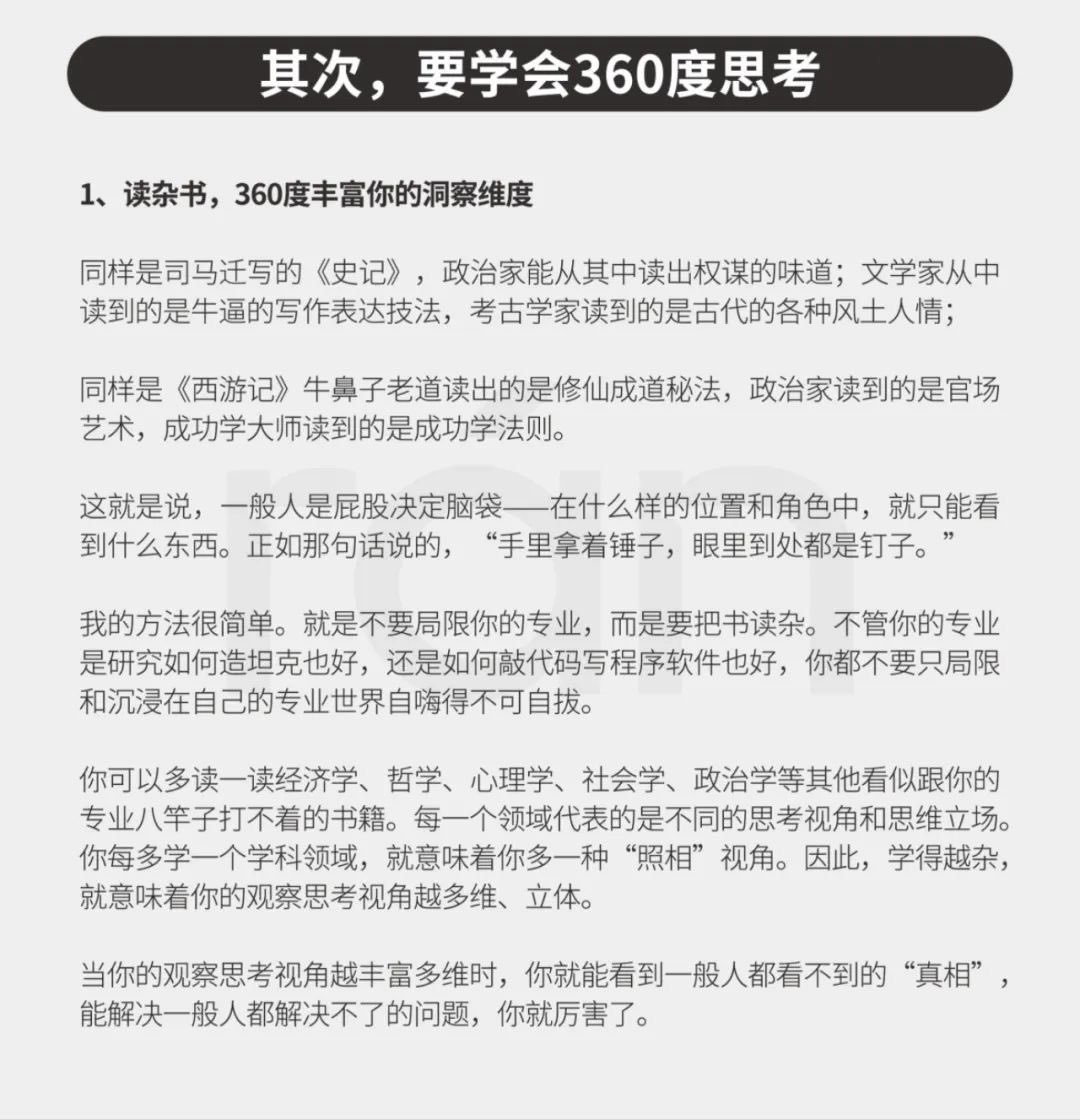 其次，要学会360度思考
1、读杂书，360度丰富你的洞察维度
同样是司马迁写的《史记》，政治家能从其中读出权谋的味道；文学家从中
读到的是牛逼的写作表达技法，考古学家读到的是古代的各种风土人情；
同样是《西游记》牛鼻子老道读出的是修仙成道秘法，政治家读到的是官场
艺术，成功学大师读到的是成功学法则。
这就是说，一般人是屁股决定脑袋——在什么样的位置和角色中，就只能看
到什么东西。正如那句话说的，“手里拿着锤子，眼里到处都是钉子。”
我的方法很简单。就是不要局限你的专业，而是要把书读杂。不管你的专业
是研究如何造坦克也好，还是如何敲代码写程序软件也好，你都不要只局限
和沉浸在自己的专业世界自嗨得不可自拔。
你可以多读一读经济学、哲学、心理学、社会学、政治学等其他看似跟你的
专业八竿子打不着的书籍。每一个领域代表的是不同的思考视角和思维立场。
你每多学一个学科领域，就意味着你多一种“照相”视角。因此，学得越杂，
就意味着你的观察思考视角越多维、立体。
当你的观察思考视角越丰富多维时，你就能看到一般人都看不到的“真相”，
能解决一般人都解决不了的问题，你就厉害了。
rán